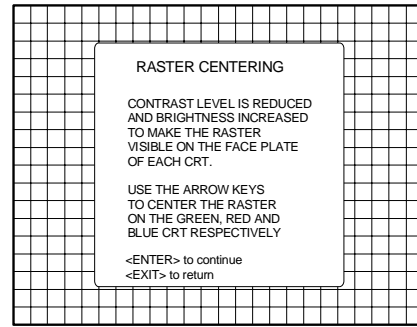 RASTER CENTERING
CONTRAST LEVEL IS REDUCED
AND BRIGHTNESS INCREASED
TO MAKE THE RASTER
VISIBLE ON THE FACE PLATE
OF EACH CRT.
USE THE ARROW KEYS
TO CENTER THE RASTER
ON THE GREEN, RED AND
BLUE CRT RESPECTIVELY
<ENTER> to continue
<EXIT> to return